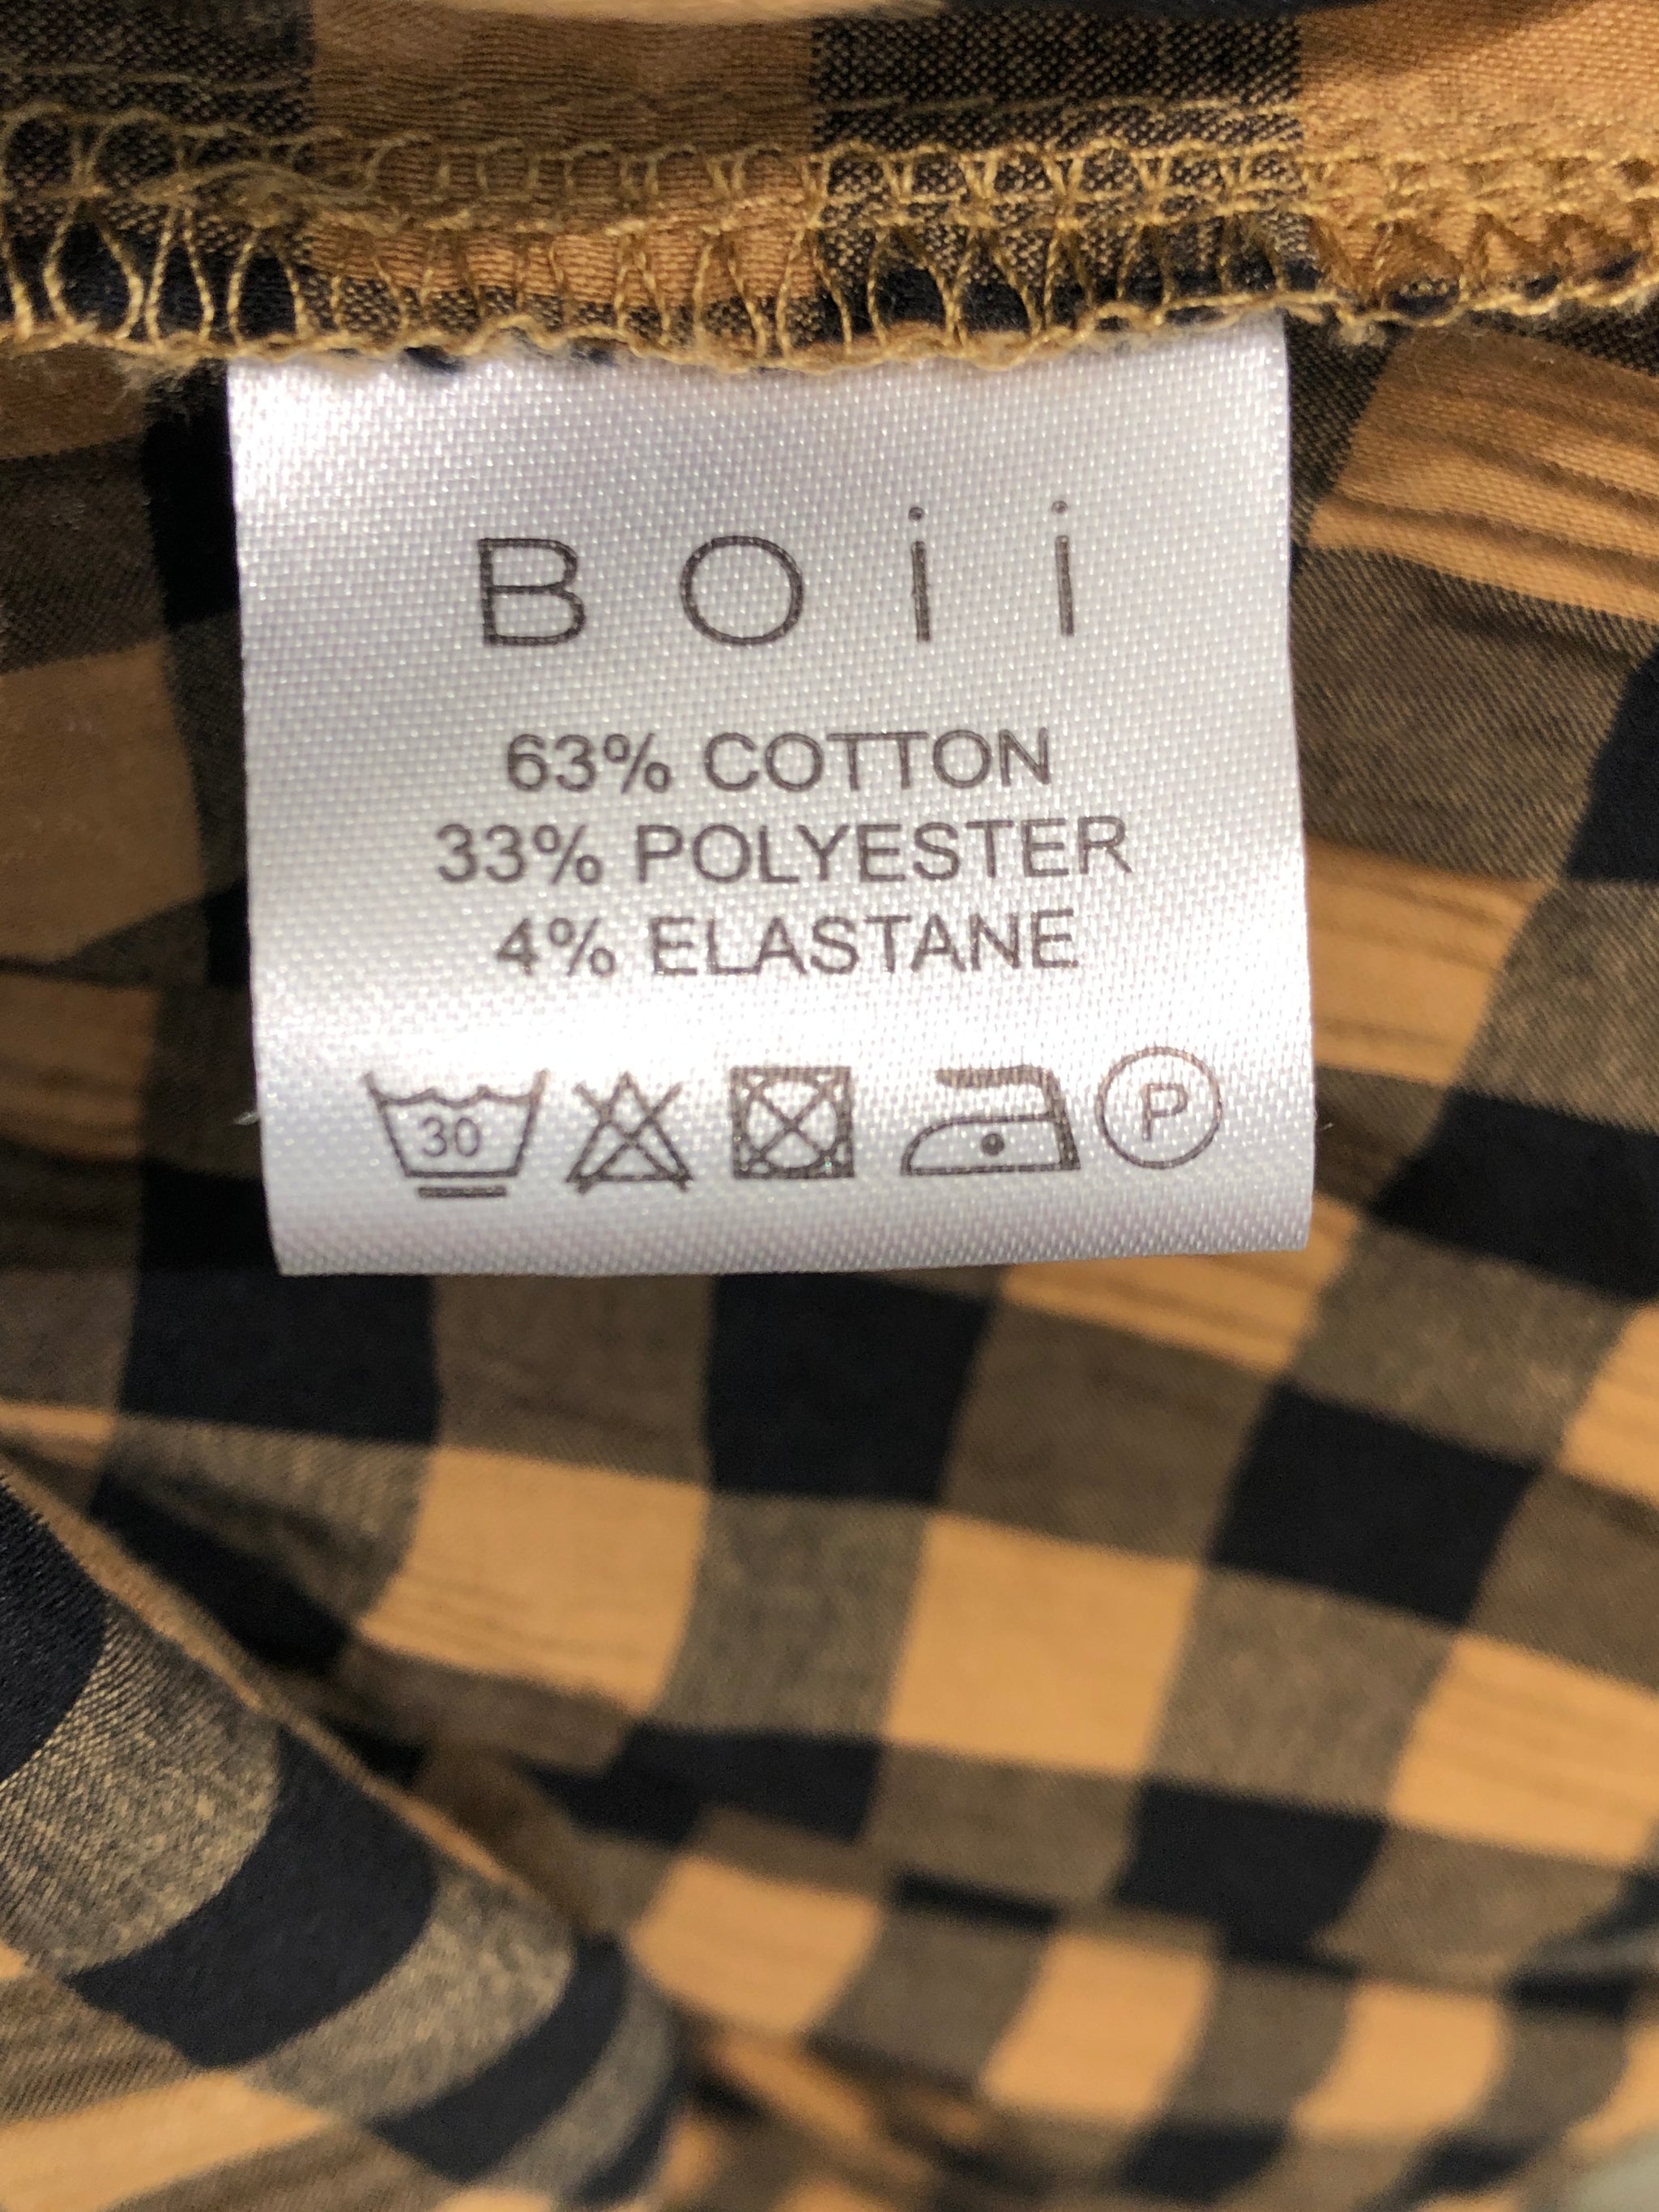 Boii
63% COTTON
33% POLYESTER
4% ELASTANE
30 P